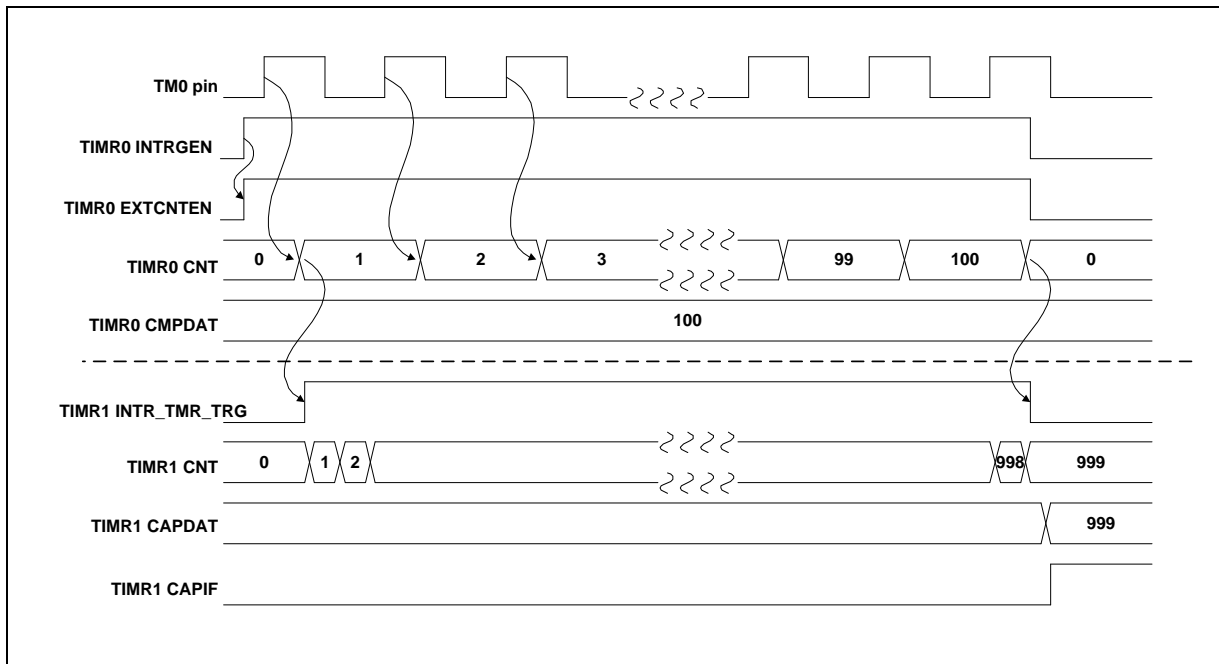 TM0 pin
TIMR0 INTRGEN
TIMR0 EXTCNTEN
TIMR0 CNT 0 1 2 3 99 100 0
TIMR0 CMPDAT 100
TIMR1 INTR_TMR_TRG
TIMR1 CNT 0 1 2 998 999
TIMR1 CAPDAT 999
TIMR1 CAPIF